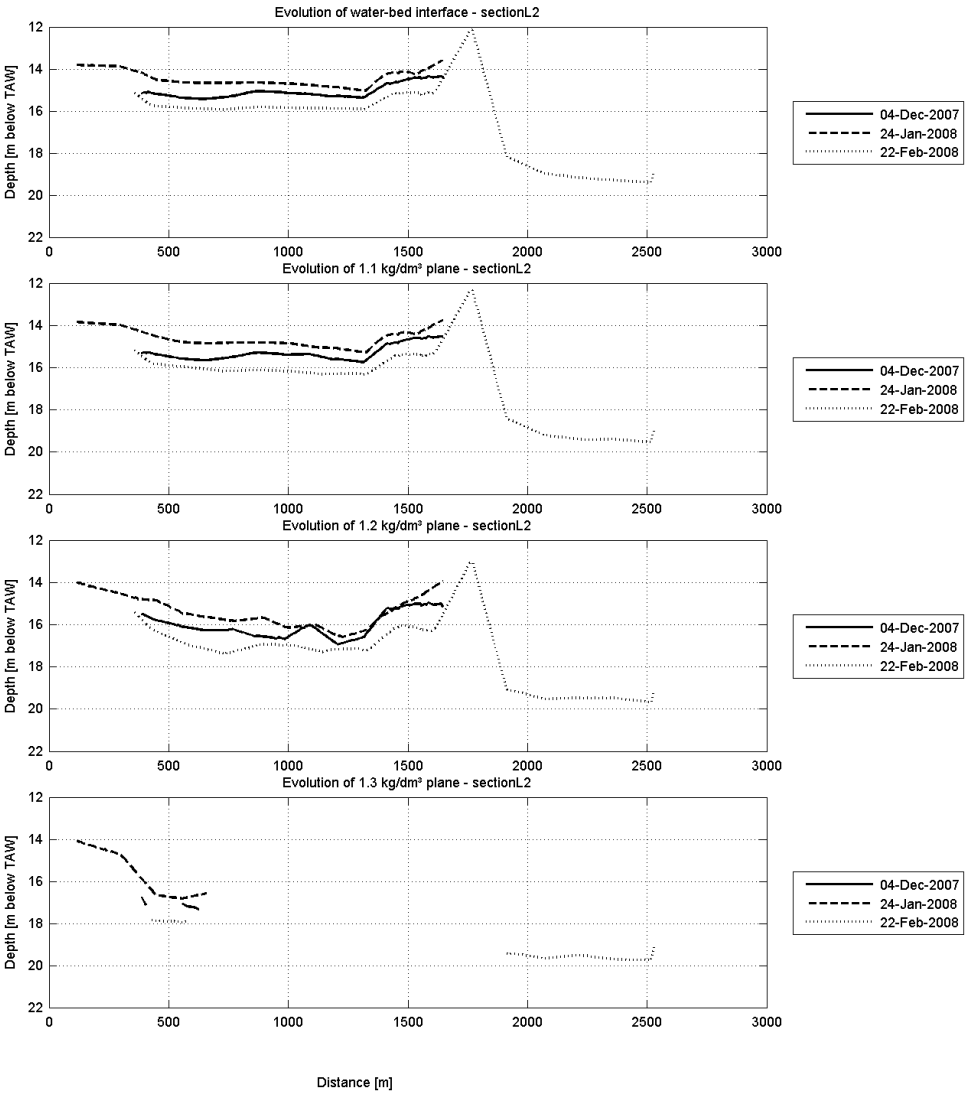 Evolution of water-bed interface - sectionL2
12
14
16
18
20
22
Depth [m below TAW]
0 500 1000 1500 2000 2500 3000
04-Dec-2007
24-Jan-2008
22-Feb-2008
Evolution of 1.1 kg/dm³ plane - sectionL2
12
14
16
18
20
22
Depth [m below TAW]
0 500 1000 1500 2000 2500 3000
04-Dec-2007
24-Jan-2008
22-Feb-2008
Evolution of 1.2 kg/dm³ plane - sectionL2
12
14
16
18
20
22
Depth [m below TAW]
0 500 1000 1500 2000 2500 3000
04-Dec-2007
24-Jan-2008
22-Feb-2008
Evolution of 1.3 kg/dm³ plane - sectionL2
12
14
16
18
20
22
Depth [m below TAW]
0 500 1000 1500 2000 2500 3000
04-Dec-2007
24-Jan-2008
22-Feb-2008
Distance [m]